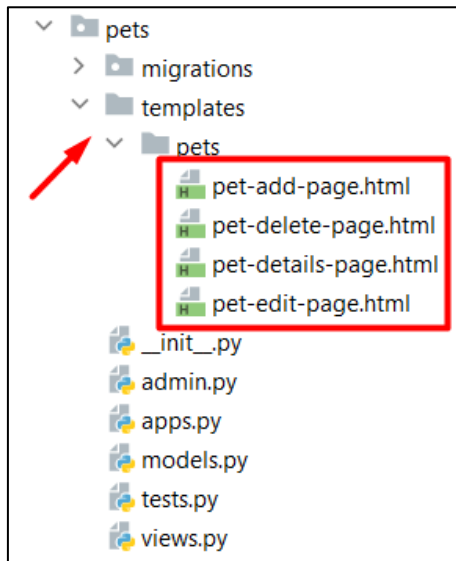 pets
migrations
templates
pets
pet-add-page.html
pet-delete-page.html
pet-details-page.html
pet-edit-page.html
__init__.py
admin.py
apps.py
models.py
tests.py
views.py